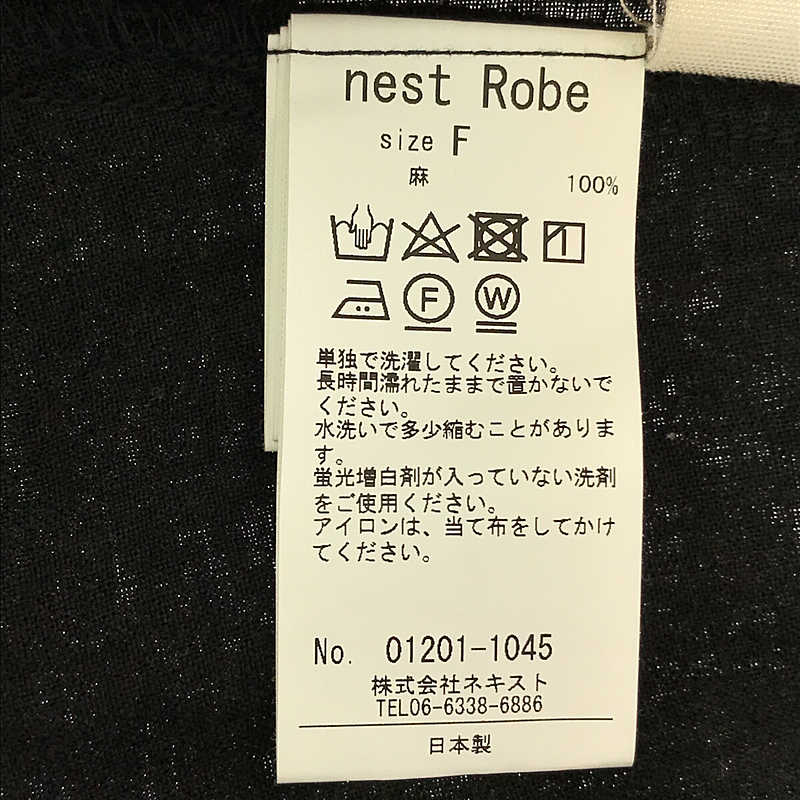 nest Robe
size F
麻 100%
F W
単独で洗濯してください。
長時間濡れたままで置かないで
ください。
水洗いで多少縮むことがありま
す。
蛍光増白剤が入っていない洗剤
をご使用ください。
アイロンは、当て布をしてかけ
てください。
No. 01201-1045
株式会社ネキスト
TEL06-6338-6886
日本製